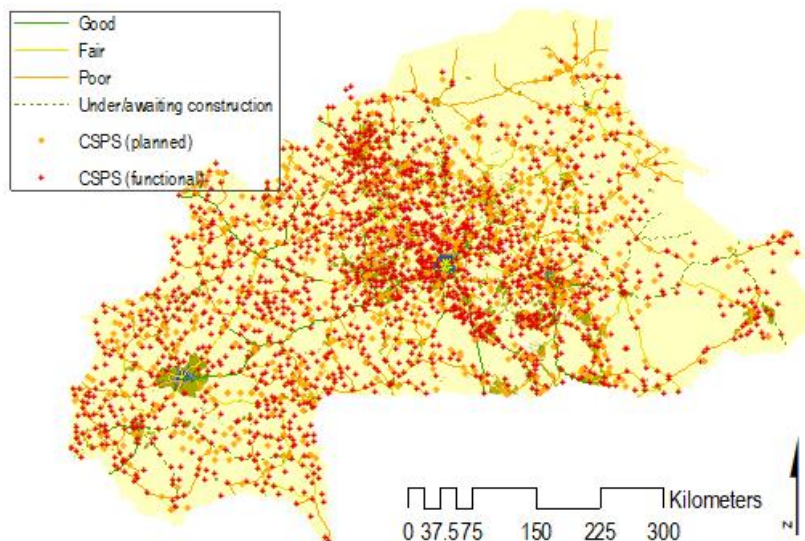 Good
Fair
Poor
Under/awaiting construction
CSPS (planned)
CSPS (functional)
Kilometers
0 37.575 150 225 300
N